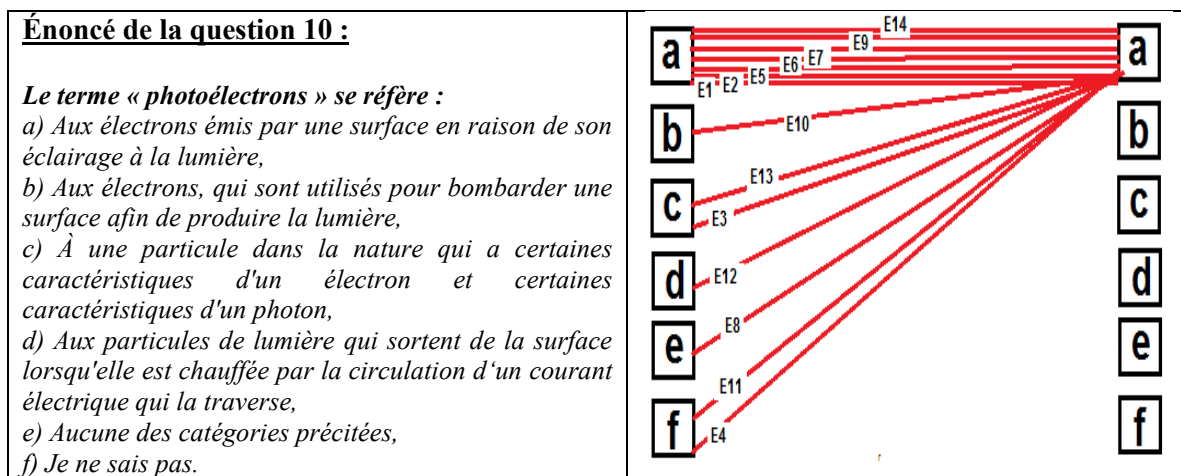 Énoncé de la question 10 :
Le terme « photoélectrons » se réfère :
a) Aux électrons émis par une surface en raison de son
éclairage à la lumière,
b) Aux électrons, qui sont utilisés pour bombarder une
surface afin de produire la lumière,
c) À une particule dans la nature qui a certaines
caractéristiques d'un électron et certaines
caractéristiques d'un photon,
d) Aux particules de lumière qui sortent de la surface
lorsqu'elle est chauffée par la circulation d‘un courant
électrique qui la traverse,
e) Aucune des catégories précitées,
f) Je ne sais pas.
E14
a E9 a
E6 E7
E1 E2 E5
b E10 b
E13
c E3 c
d E12 d
e E8 e
E11
f E4 f